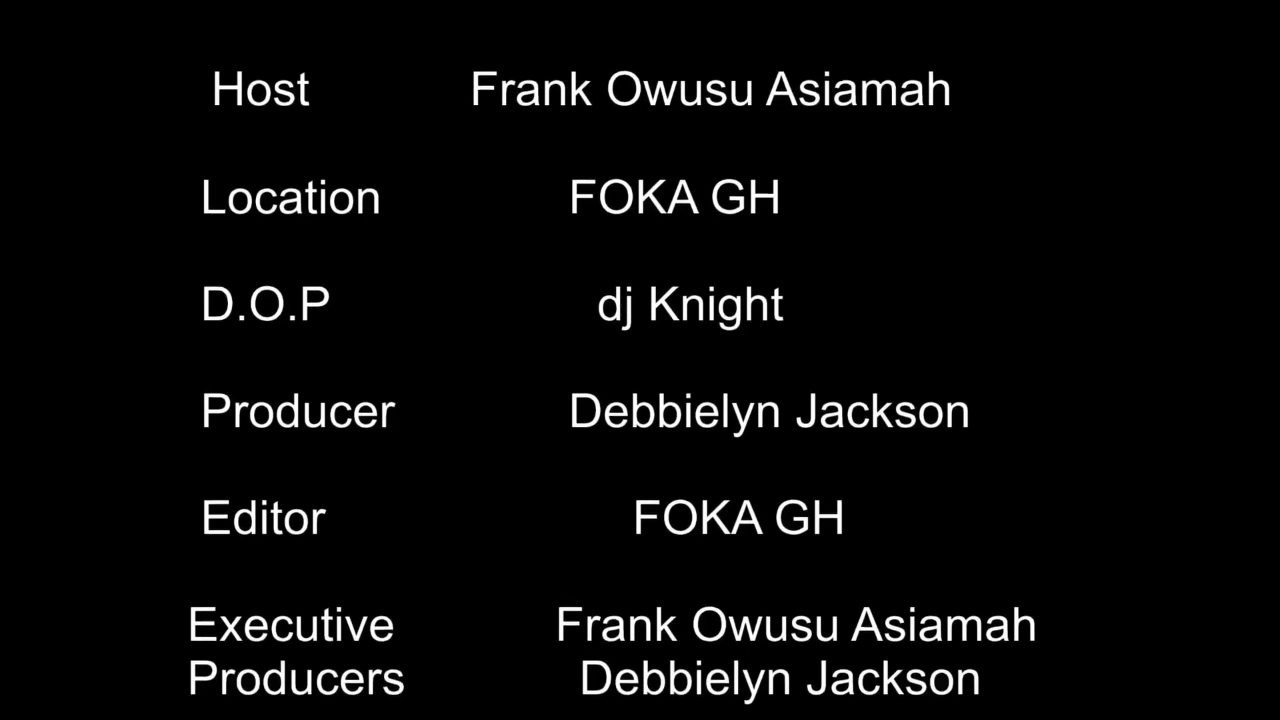 Host Frank Owusu Asiamah
Location FOKA GH
D.O.P dj Knight
Producer Debbielyn Jackson
Editor FOKA GH
Executive Frank Owusu Asiamah
Producers Debbielyn Jackson